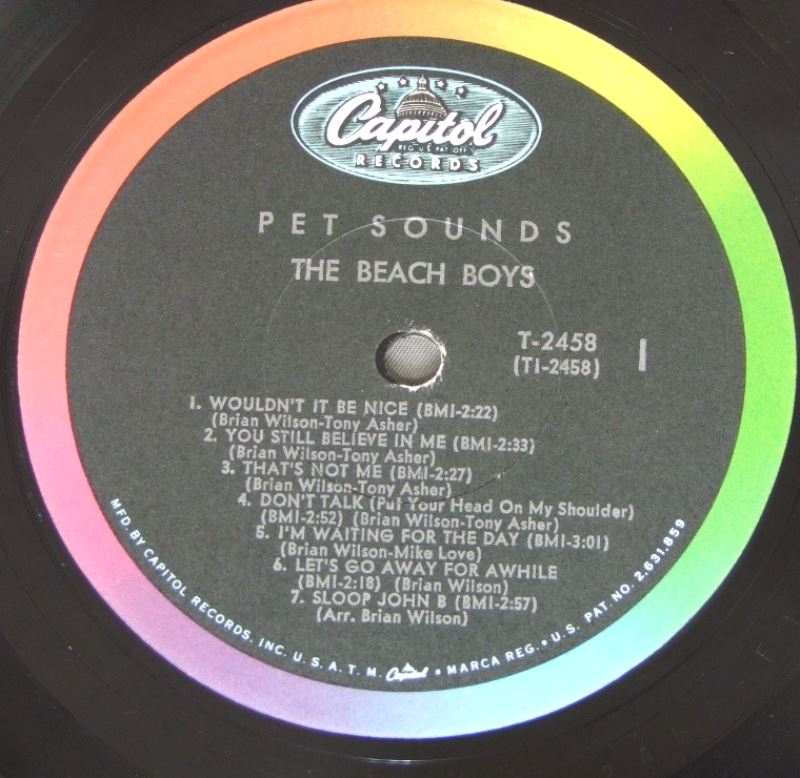 Capitol
REG. U.S. PAT. OFF.
RECORDS
PET SOUNDS
THE BEACH BOYS
T-2458
(T1-2458)
1
1. WOULDN'T IT BE NICE (BMI-2:22)
(Brian Wilson-Tony Asher)
2. YOU STILL BELIEVE IN ME (BMI-2:33)
(Brian Wilson-Tony Asher)
3. THAT'S NOT ME (BMI-2:27)
(Brian Wilson-Tony Asher)
4. DON'T TALK (Put Your Head On My Shoulder)
(BMI-2:52) (Brian Wilson-Tony Asher)
5. I'M WAITING FOR THE DAY (BMI-3:01)
(Brian Wilson-Mike Love)
6. LET'S GO AWAY FOR AWHILE
(BMI-2:18) (Brian Wilson)
7. SLOOP JOHN B (BMI-2:57)
(Arr. Brian Wilson)
MFD. BY CAPITOL RECORDS, INC. U. S. A. T. M. Capitol • MARCA REG. • U. S. PAT. NO. 2,631,859